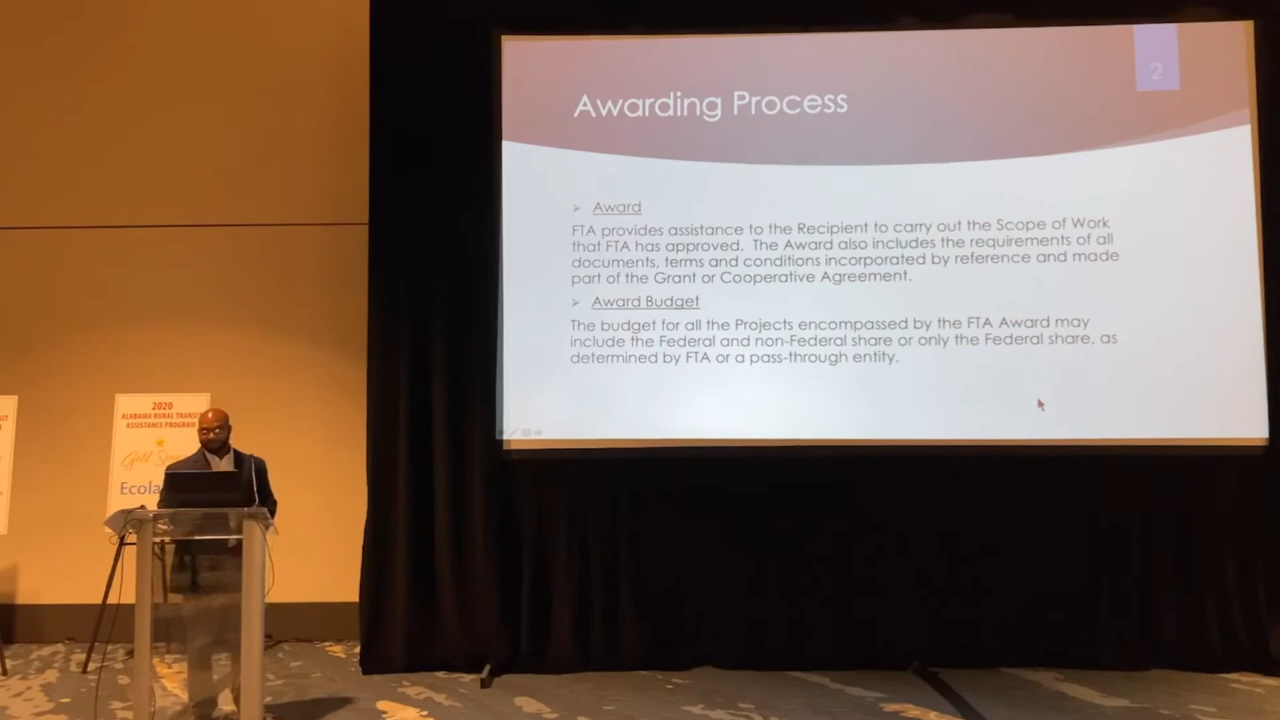 2
Awarding Process
Award
FTA provides assistance to the Recipient to carry out the Scope of Work
that FTA has approved. The Award also includes the requirements of all
documents, terms and conditions incorporated by reference and made
part of the Grant or Cooperative Agreement.
Award Budget
The budget for all the Projects encompassed by the FTA Award may
include the Federal and non-Federal share or only the Federal share, as
determined by FTA or a pass-through entity.
2020
ALABAMA RURAL TRANSIT
ASSISTANCE PROGRAM
Gold